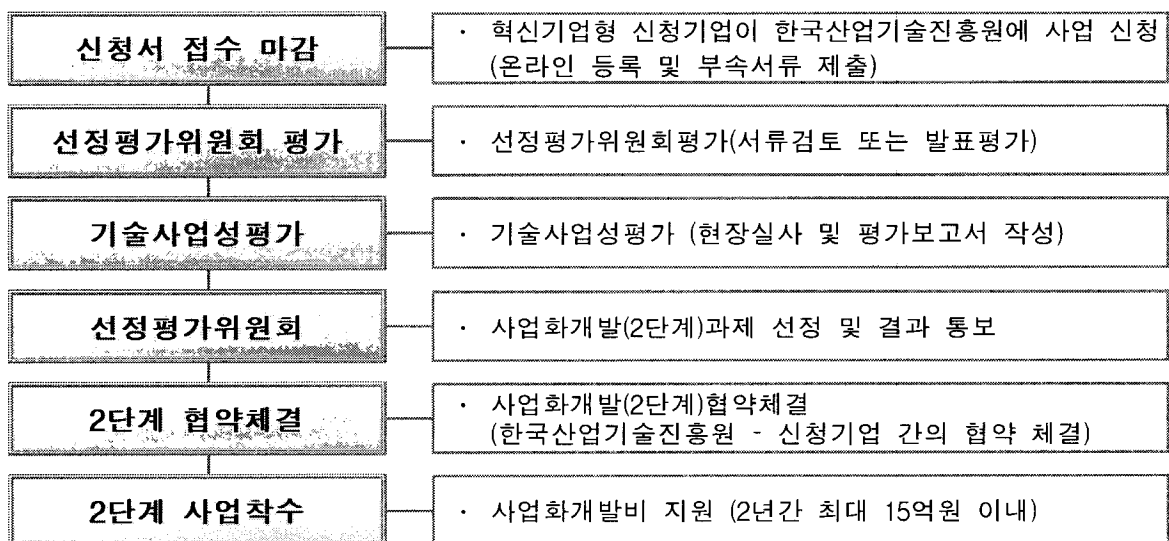 신청서 접수 마감
· 혁신기업형 신청기업이 한국산업기술진흥원에 사업 신청
(온라인 등록 및 부속서류 제출)
선정평가위원회 평가
· 선정평가위원회평가(서류검토 또는 발표평가)
기술사업성평가
· 기술사업성평가 (현장실사 및 평가보고서 작성)
선정평가위원회
· 사업화개발(2단계)과제 선정 및 결과 통보
2단계 협약체결
· 사업화개발(2단계)협약체결
(한국산업기술진흥원 - 신청기업 간의 협약 체결)
2단계 사업착수
· 사업화개발비 지원 (2년간 최대 15억원 이내)